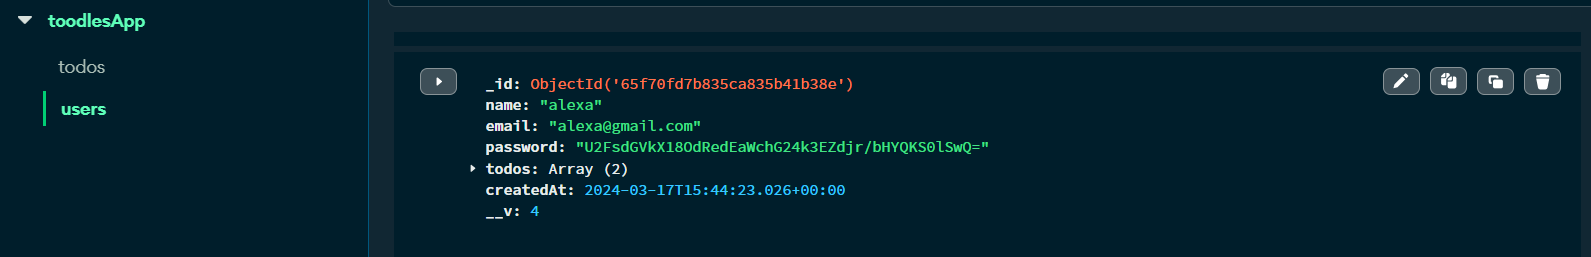 toodlesApp
todos
users
_id: ObjectId('65f70fd7b835ca835b41b38e')
name: "alexa"
email: "alexa@gmail.com"
password: "U2FsdGVkX18OdRedEaWchG24k3EZdjr/bHYQKS0lSwQ="
todos: Array (2)
createdAt: 2024-03-17T15:44:23.026+00:00
__v: 4